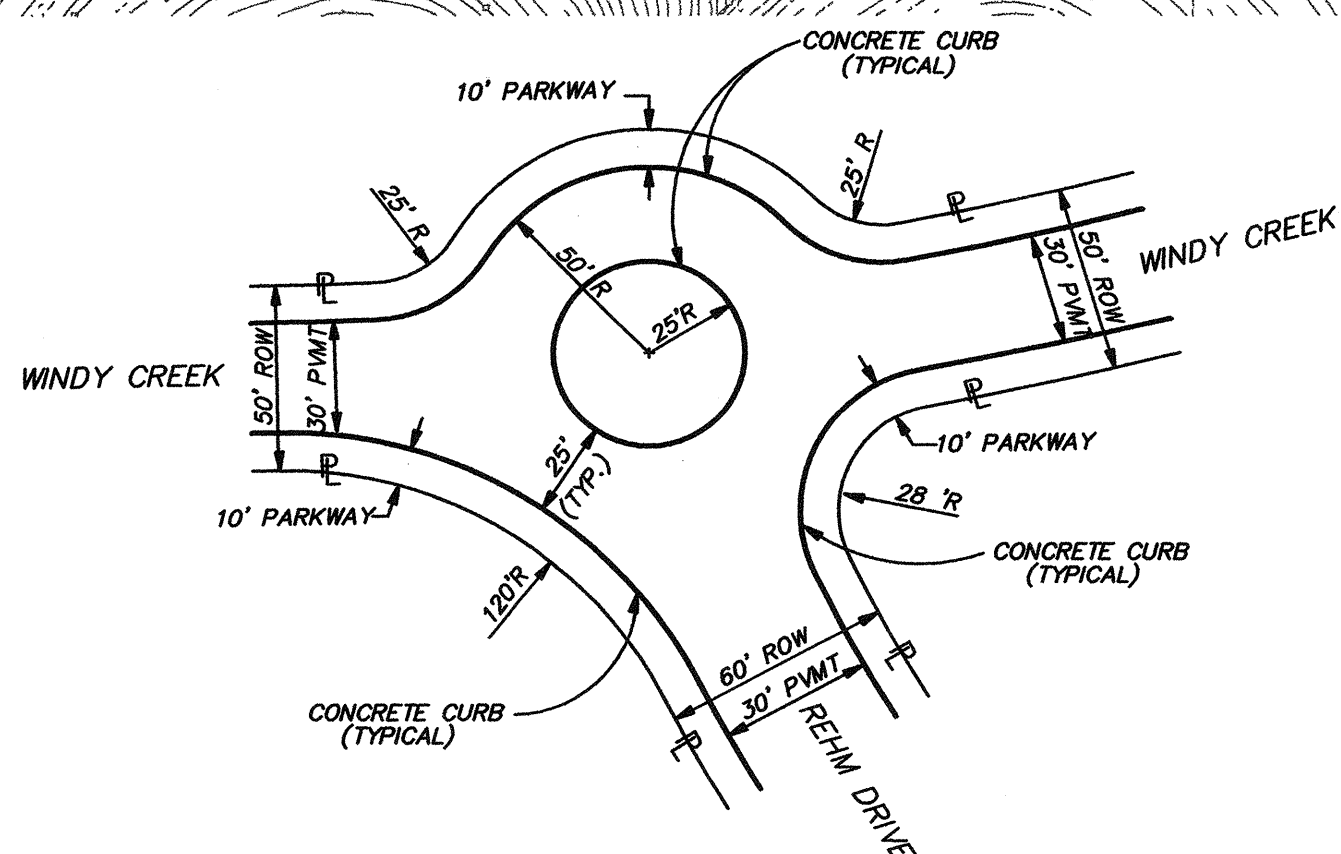 CONCRETE CURB
(TYPICAL)
10' PARKWAY
25' R
25' R
PL
PL
50' R
25'R
50' ROW
30' PVMT
WINDY CREEK
WINDY CREEK
50' ROW
30' PVMT
PL
PL
10' PARKWAY
25'
(TYP.)
28 'R
10' PARKWAY
CONCRETE CURB
(TYPICAL)
120'R
60' ROW
30' PVMT
PL
PL
CONCRETE CURB
(TYPICAL)
REHM DRIVE